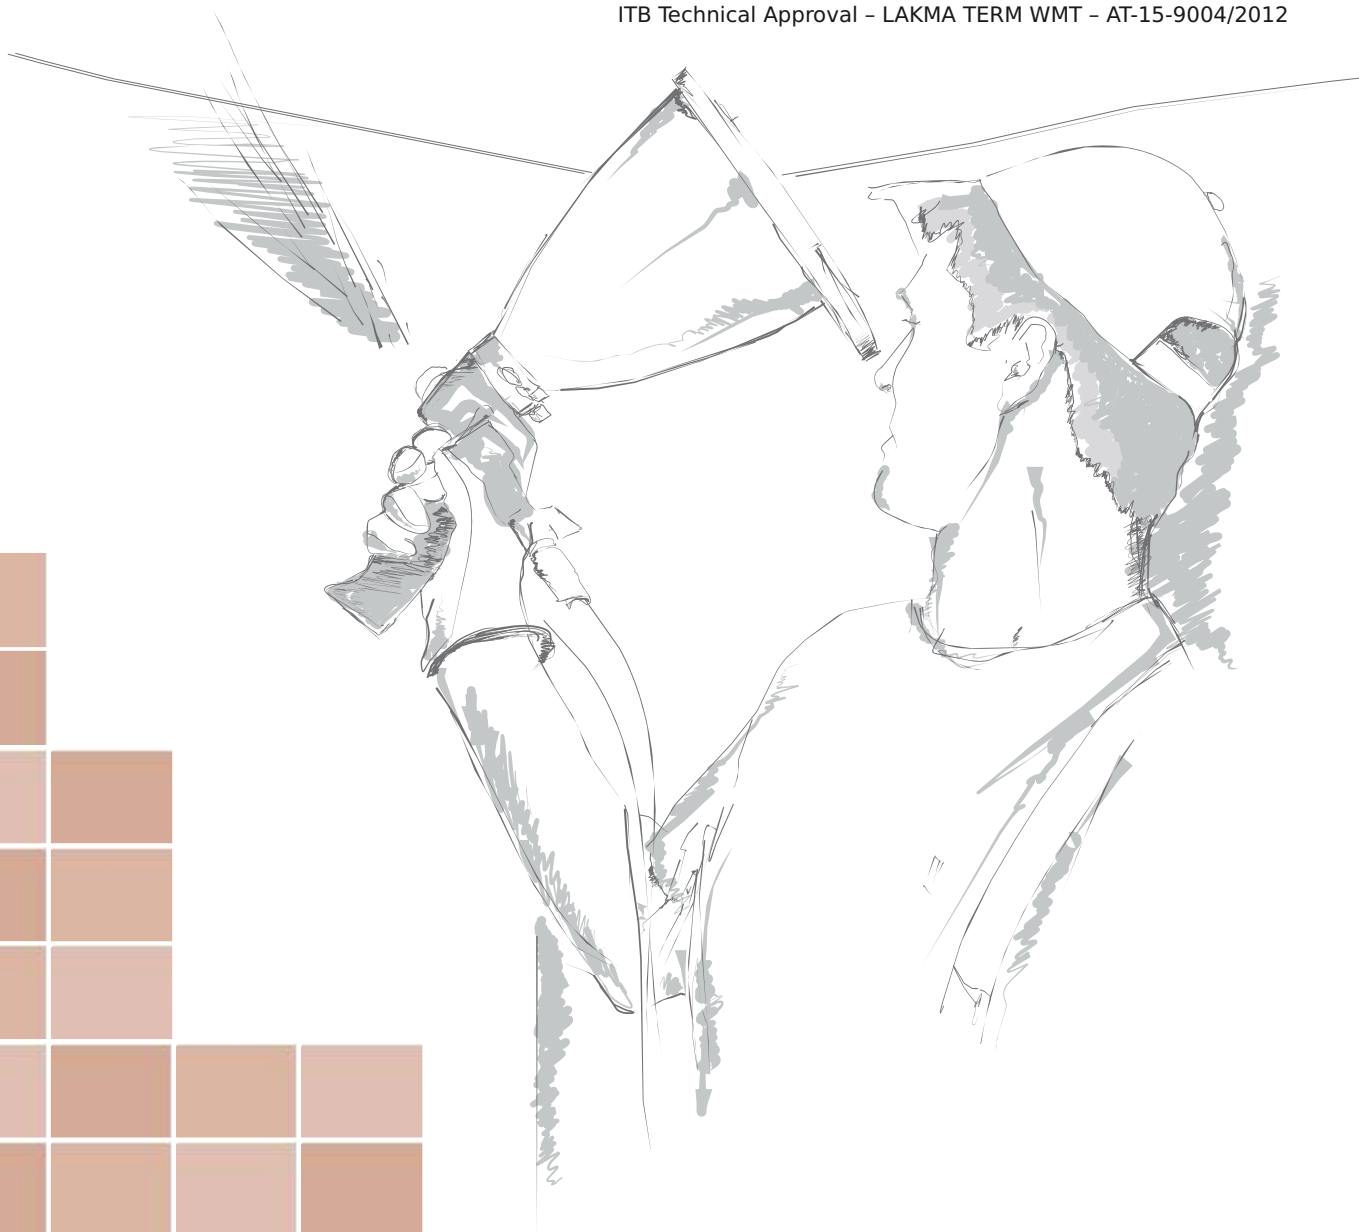 ITB Technical Approval – LAKMA TERM WMT – AT-15-9004/2012